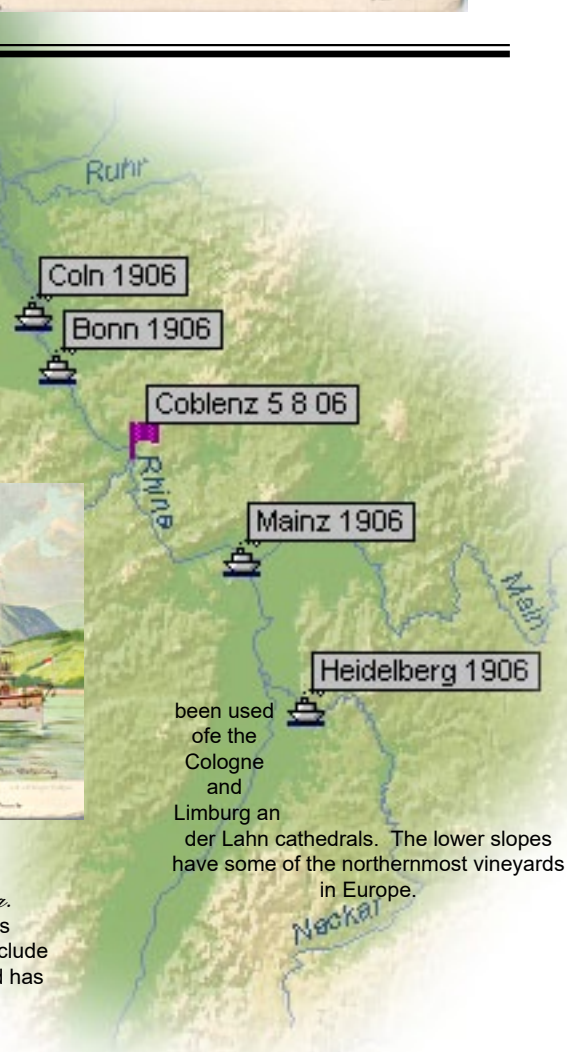 Ruhr
Coln 1906
Bonn 1906
Coblenz 5 8 06
Rhine
Mainz 1906
Main
Heidelberg 1906
been used
ofe the
Cologne
and
Limburg an
der Lahn cathedrals.  The lower slopes
have some of the northernmost vineyards
in Europe.
Neckar
z.
s
clude
d has